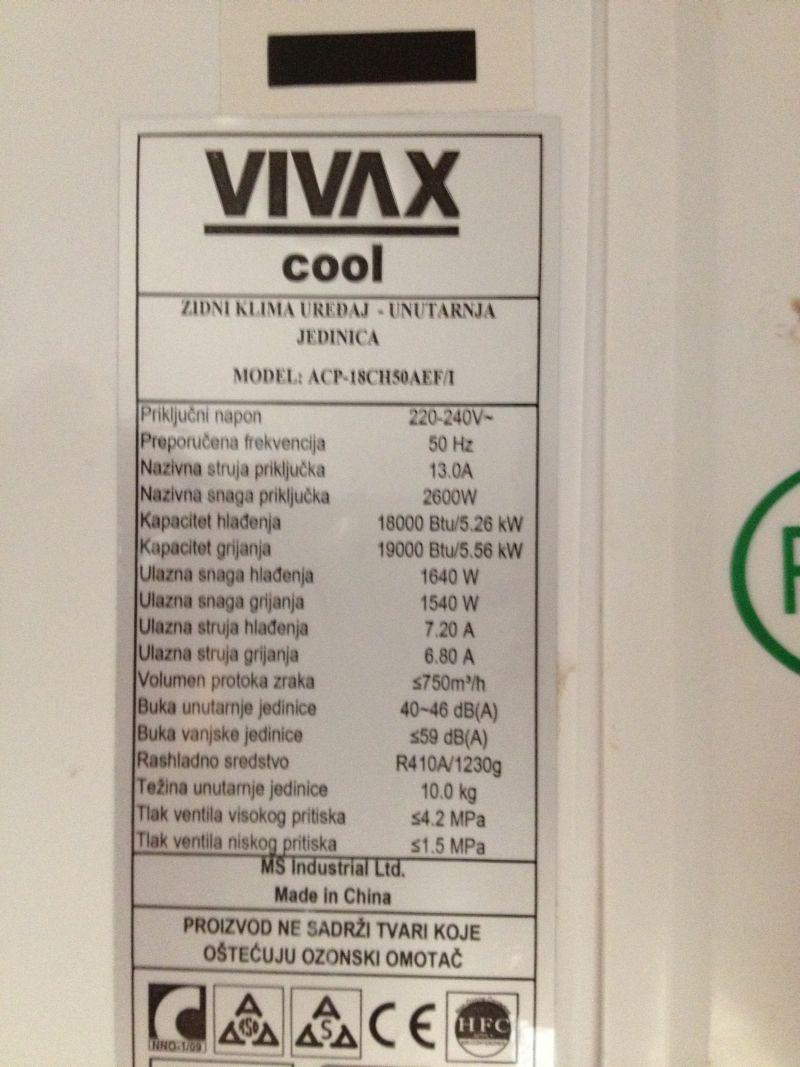 VIVAX
cool
ZIDNI KLIMA UREĐAJ - UNUTARNJA
JEDINICA
MODEL: ACP-18CH50AEF/I
Priključni napon 220-240V~
Preporučena frekvencija 50 Hz
Nazivna struja priključka 13.0A
Nazivna snaga priključka 2600W
Kapacitet hlađenja 18000 Btu/5.26 kW
Kapacitet grijanja 19000 Btu/5.56 kW
Ulazna snaga hlađenja 1640 W
Ulazna snaga grijanja 1540 W
Ulazna struja hlađenja 7.20 A
Ulazna struja grijanja 6.80 A
Volumen protoka zraka ≤750m³/h
Buka unutarnje jedinice 40~46 dB(A)
Buka vanjske jedinice ≤59 dB(A)
Rashladno sredstvo R410A/1230g
Težina unutarnje jedinice 10.0 kg
Tlak ventila visokog pritiska ≤4.2 MPa
Tlak ventila niskog pritiska ≤1.5 MPa
MS Industrial Ltd.
Made in China
PROIZVOD NE SADRŽI TVARI KOJE
OŠTEĆUJU OZONSKI OMOTAČ
NNO-1/09
CE
HFC